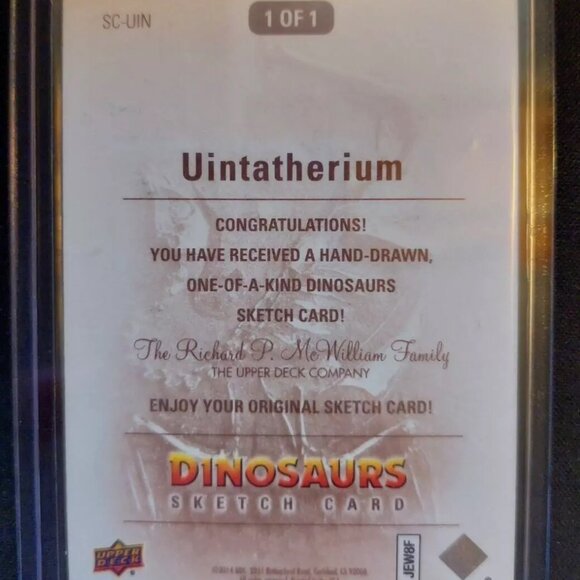 SC-UIN
1 OF 1
Uintatherium
CONGRATULATIONS!
YOU HAVE RECEIVED A HAND-DRAWN,
ONE-OF-A-KIND DINOSAURS
SKETCH CARD!
The Richard P. McWilliam Family
THE UPPER DECK COMPANY
ENJOY YOUR ORIGINAL SKETCH CARD!
DINOSAURS
SKETCH CARD
UPPER
DECK
JEW8F